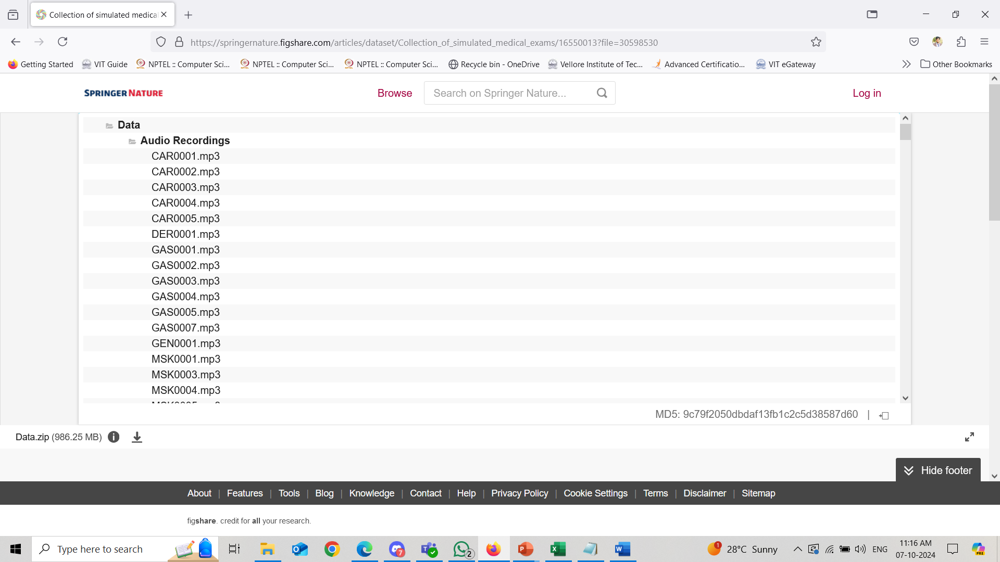 Collection of simulated medica
https://springernature.figshare.com/articles/dataset/Collection_of_simulated_medical_exams/16550013?file=30598530
Getting Started VIT Guide NPTEL :: Computer Sci... NPTEL :: Computer Sci... NPTEL :: Computer Sci... Recycle bin - OneDrive Vellore Institute of Tec... Advanced Certificatio... VIT eGateway Other Bookmarks
SPRINGER NATURE Browse Search on Springer Nature... Log in
Data
Audio Recordings
CAR0001.mp3
CAR0002.mp3
CAR0003.mp3
CAR0004.mp3
CAR0005.mp3
DER0001.mp3
GAS0001.mp3
GAS0002.mp3
GAS0003.mp3
GAS0004.mp3
GAS0005.mp3
GAS0007.mp3
GEN0001.mp3
MSK0001.mp3
MSK0003.mp3
MSK0004.mp3
MD5: 9c79f2050dbdaf13fb1c2c5d38587d60 |
Data.zip (986.25 MB)
Hide footer
About | Features | Tools | Blog | Knowledge | Contact | Help | Privacy Policy | Cookie Settings | Terms | Disclaimer | Sitemap
figshare. credit for all your research.
Type here to search 7 2 1 28°C Sunny ENG 11:16 AM
07-10-2024